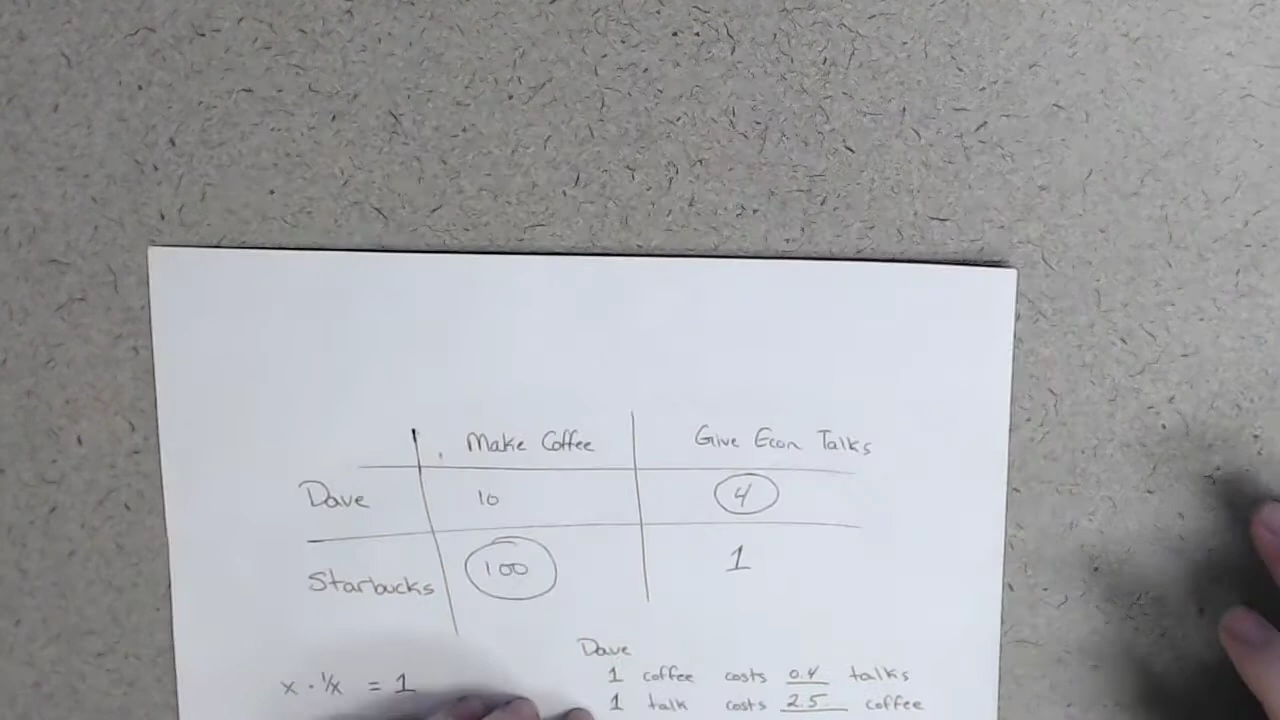 Make Coffee Give Econ Talks
Dave 10 4
Starbucks 100 1
Dave
x · 1/x = 1
1 coffee costs 0.4 talks
1 talk costs 2.5 coffee